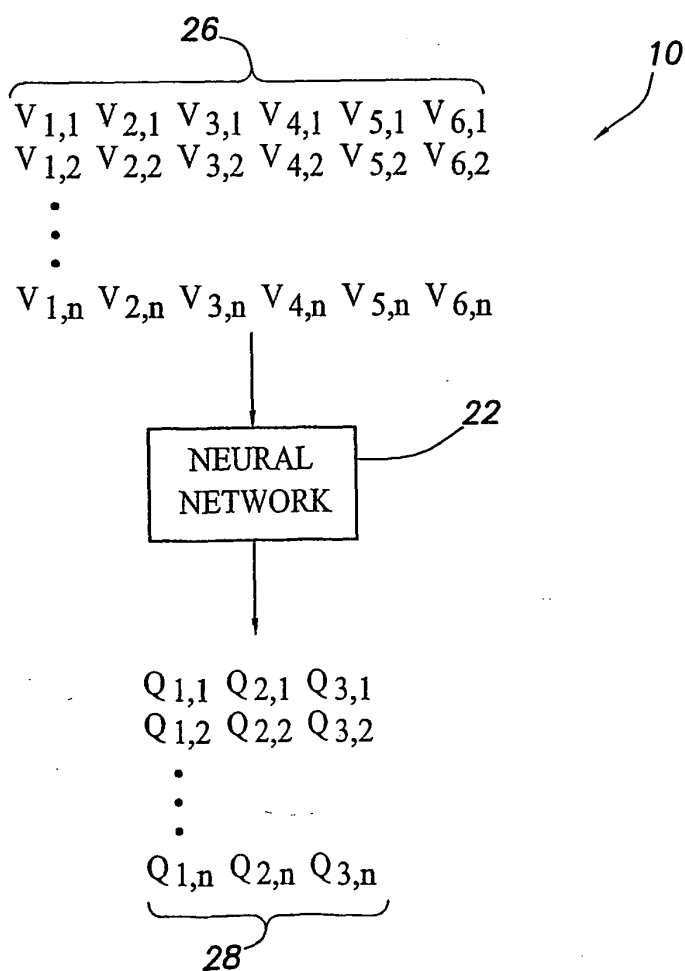 26
10
V1,1 V2,1 V3,1 V4,1 V5,1 V6,1
V1,2 V2,2 V3,2 V4,2 V5,2 V6,2
V1,n V2,n V3,n V4,n V5,n V6,n
22
NEURAL
NETWORK
Q1,1 Q2,1 Q3,1
Q1,2 Q2,2 Q3,2
Q1,n Q2,n Q3,n
28